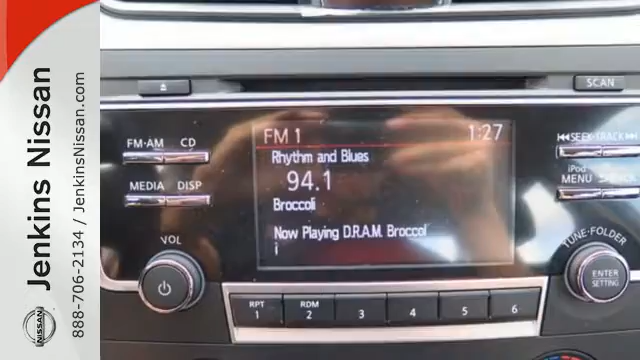 Jenkins Nissan
888-706-2134 / JenkinsNissan.com
NISSAN
SCAN
FM·AM CD
MEDIA DISP
VOL
FM 1 1:27
Rhythm and Blues
94.1
Broccoli
Now Playing D.R.A.M. Broccol
i
SEEK·TRACK
iPod
MENU
TUNE·FOLDER
ENTER
SETTING
RPT RDM
1 2 3 4 5 6